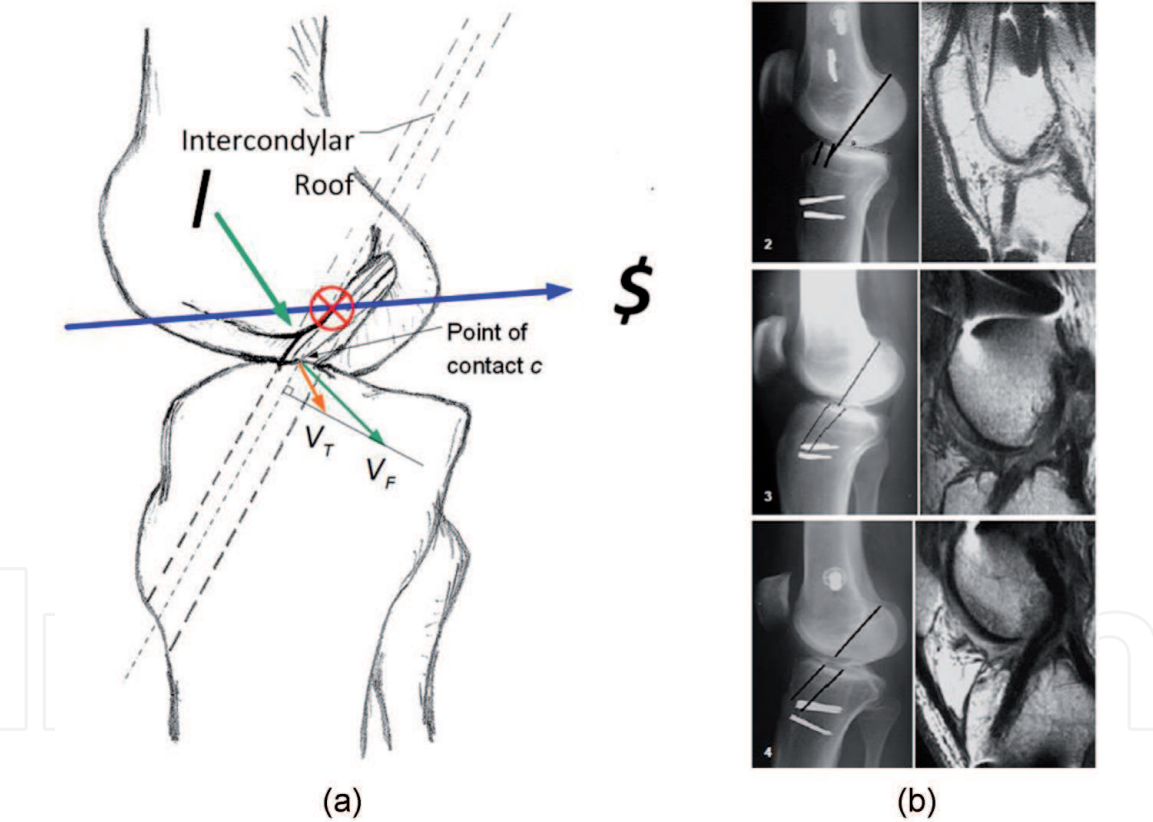 Intercondylar
Roof
I
$
Point of
contact c
V_T
V_F
(a)
2
3
4
(b)